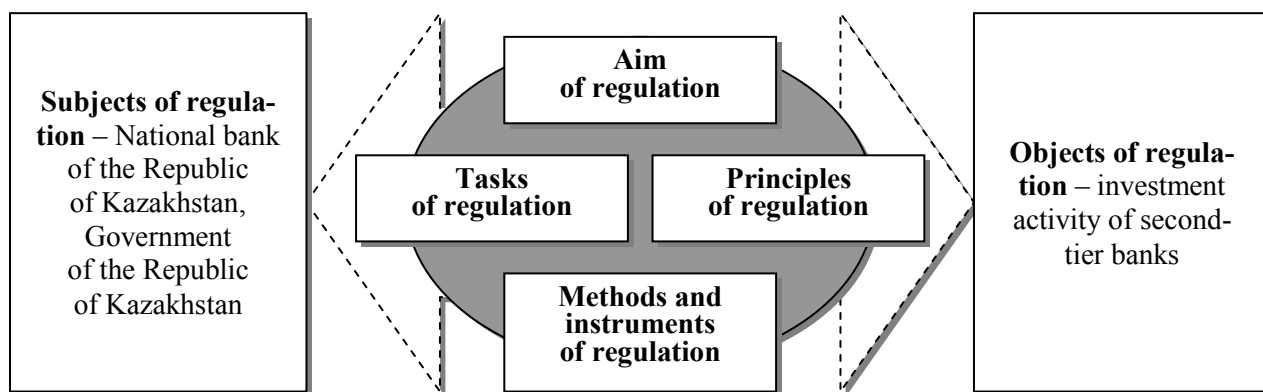 Subjects of regula-
tion – National bank
of the Republic
of Kazakhstan,
Government
of the Republic
of Kazakhstan
Aim
of regulation
Tasks
of regulation
Principles
of regulation
Methods and
instruments
of regulation
Objects of regula-
tion – investment
activity of second-
tier banks